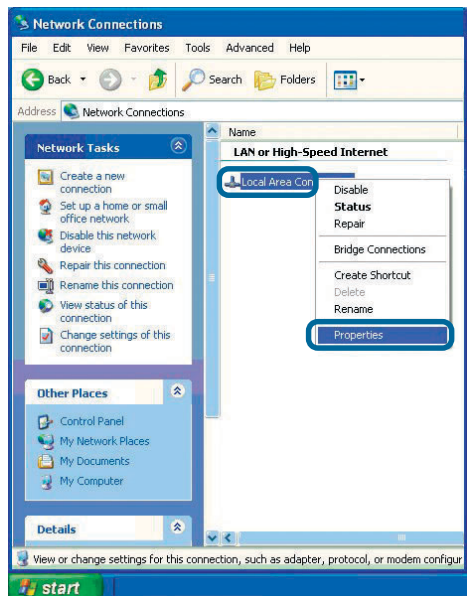 Network Connections
File Edit View Favorites Tools Advanced Help
Back Search Folders
Address Network Connections
Name
LAN or High-Speed Internet
Local Area Con
Disable
Status
Repair
Bridge Connections
Create Shortcut
Delete
Rename
Properties
Network Tasks
Create a new
connection
Set up a home or small
office network
Disable this network
device
Repair this connection
Rename this connection
View status of this
connection
Change settings of this
connection
Other Places
Control Panel
My Network Places
My Documents
My Computer
Details
View or change settings for this connection, such as adapter, protocol, or modem configur
start